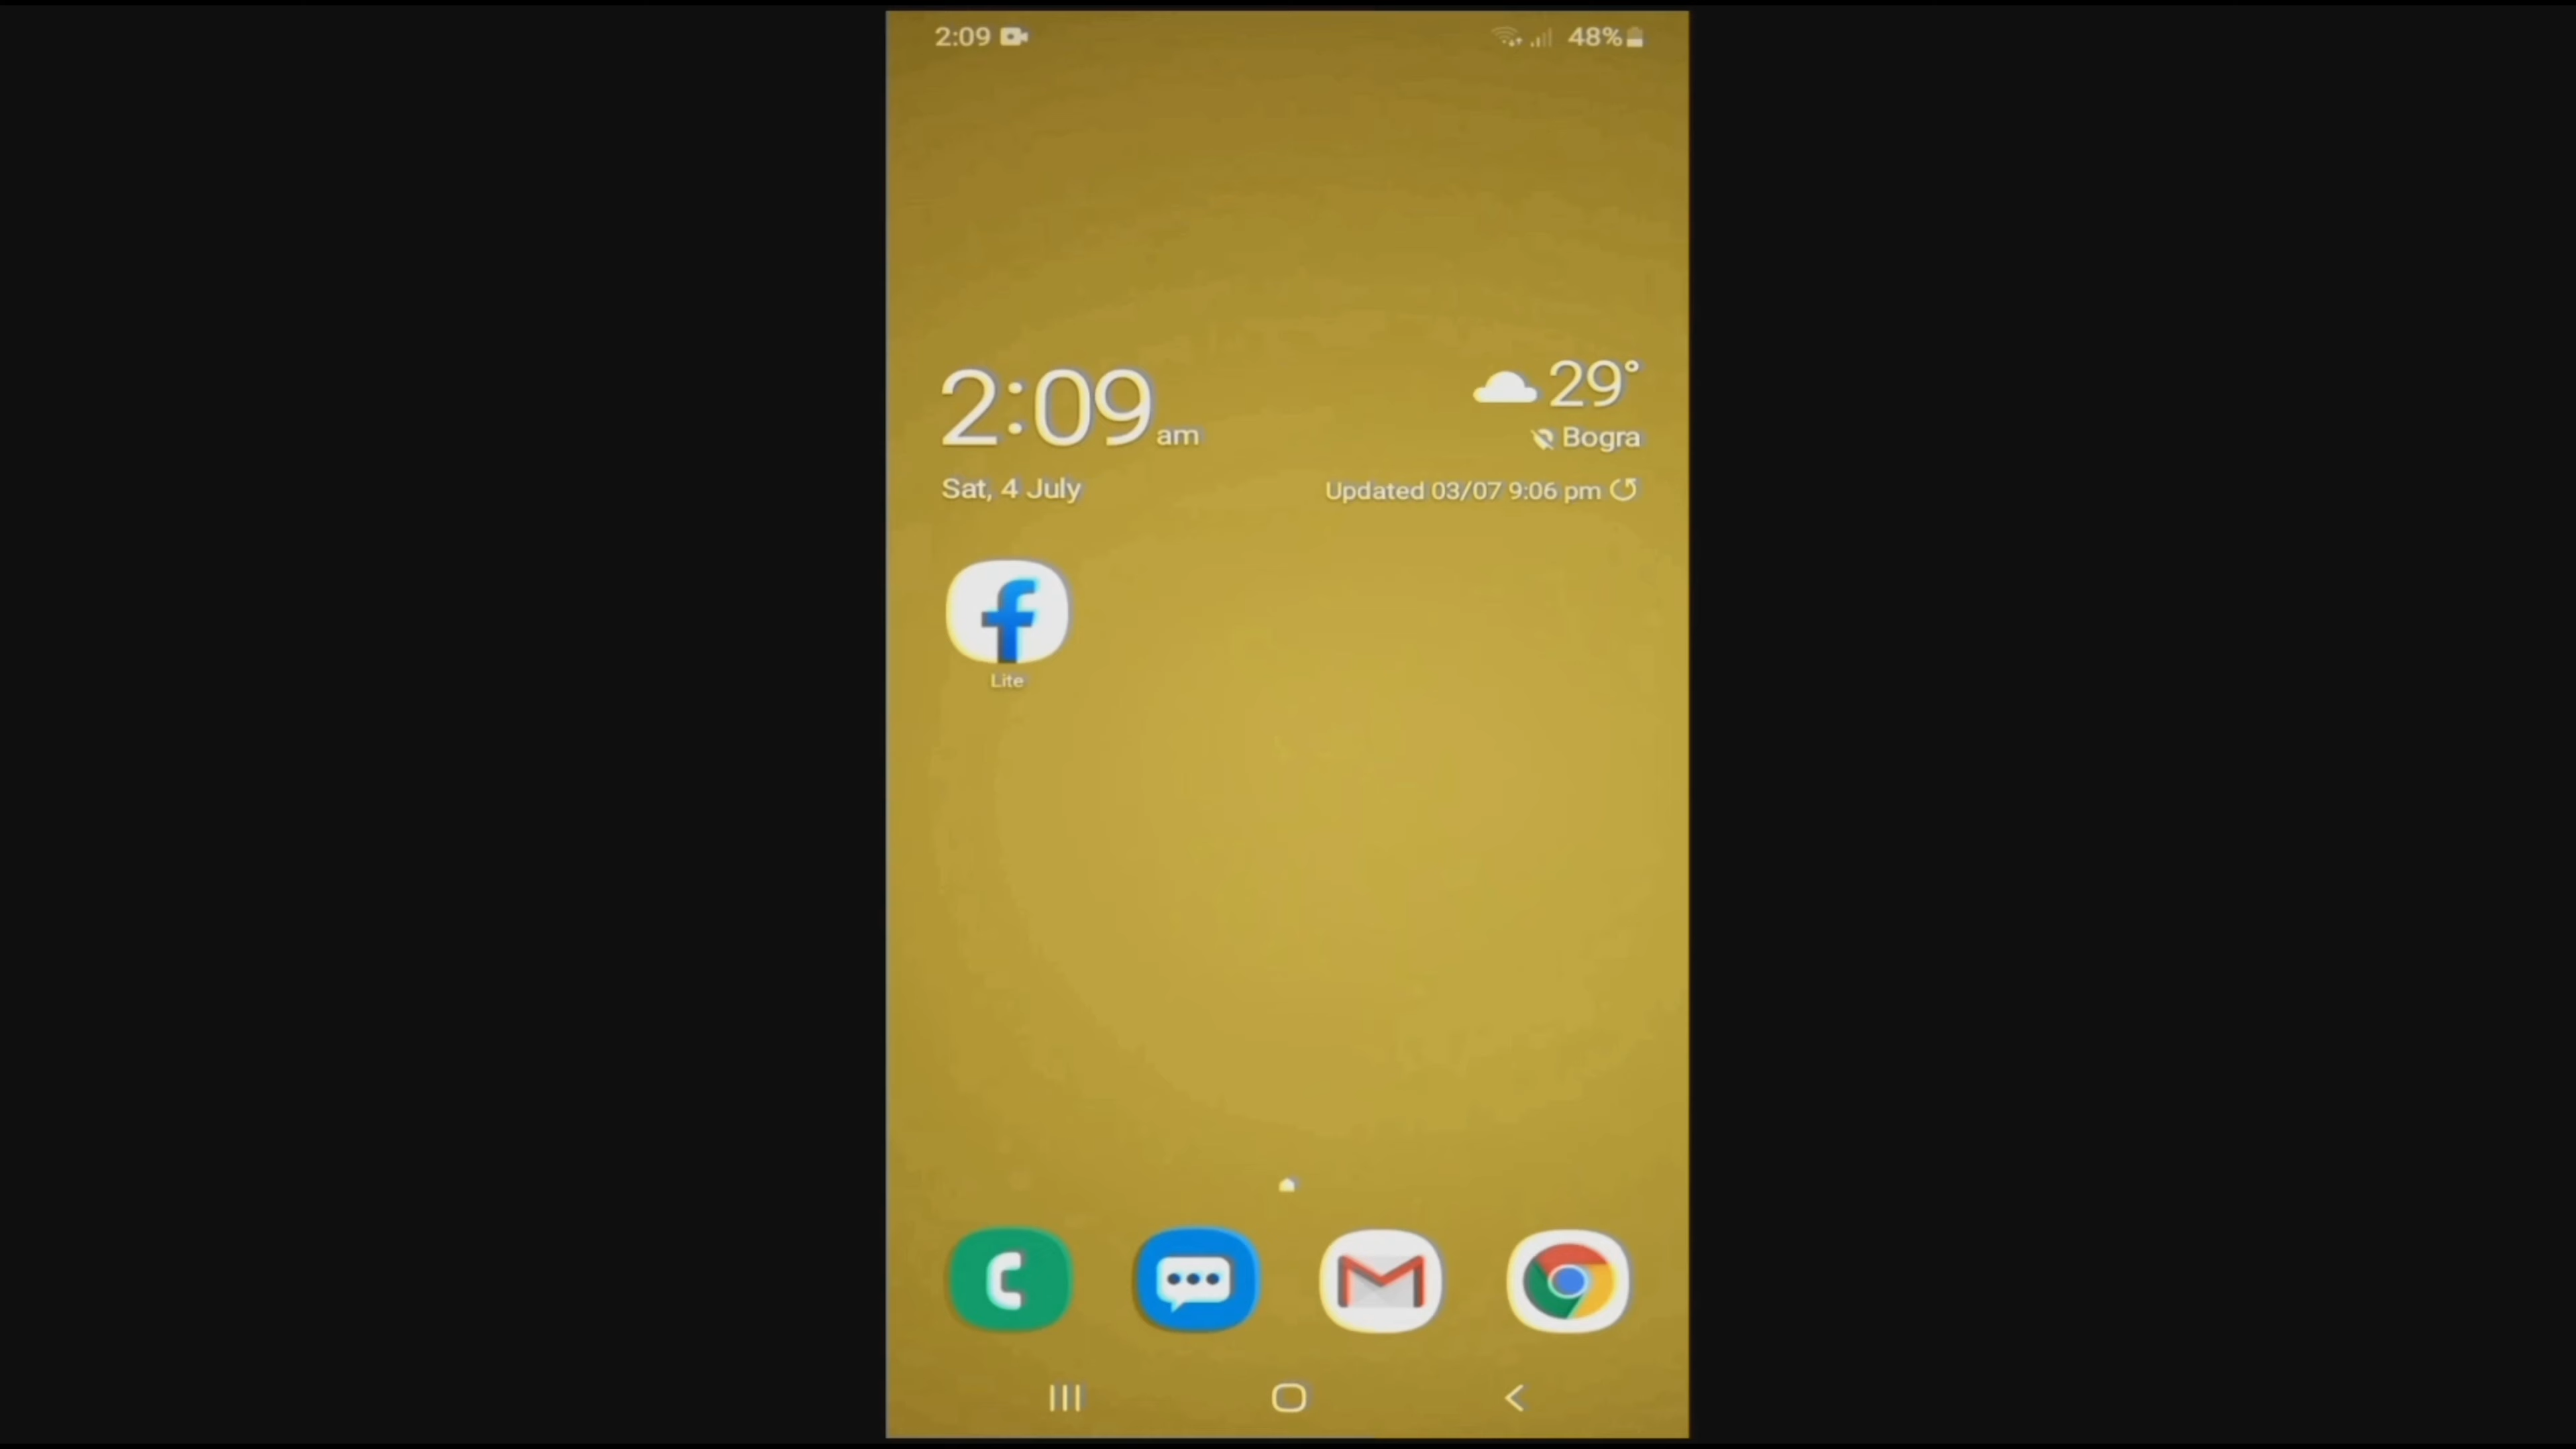 2:09
48%
2:09 am
29°
Bogra
Sat, 4 July
Updated 03/07 9:06 pm
Lite